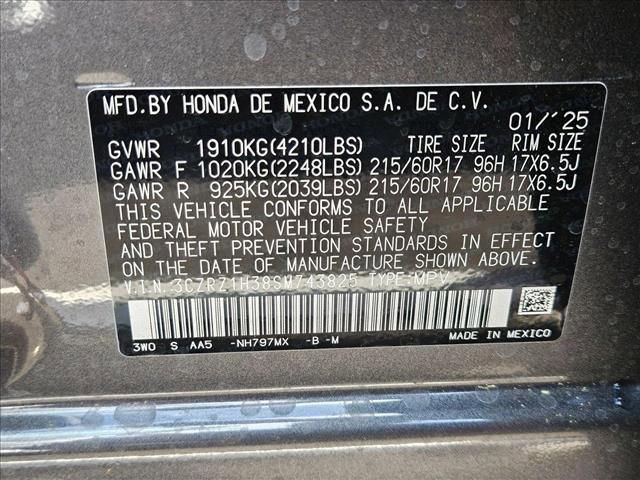 MFD.BY HONDA DE MEXICO S.A. DE C.V.
01/'25
GVWR 1910KG(4210LBS) TIRE SIZE RIM SIZE
GAWR F 1020KG(2248LBS) 215/60R17 96H 17X6.5J
GAWR R 925KG(2039LBS) 215/60R17 96H 17X6.5J
THIS VEHICLE CONFORMS TO ALL APPLICABLE
FEDERAL MOTOR VEHICLE SAFETY
AND THEFT PREVENTION STANDARDS IN EFFECT
ON THE DATE OF MANUFACTURE SHOWN ABOVE.
V.I.N. 3CZRZ1H38SM743825 TYPE:MPV
3W0 S AA5 -NH797MX -B -M MADE IN MEXICO